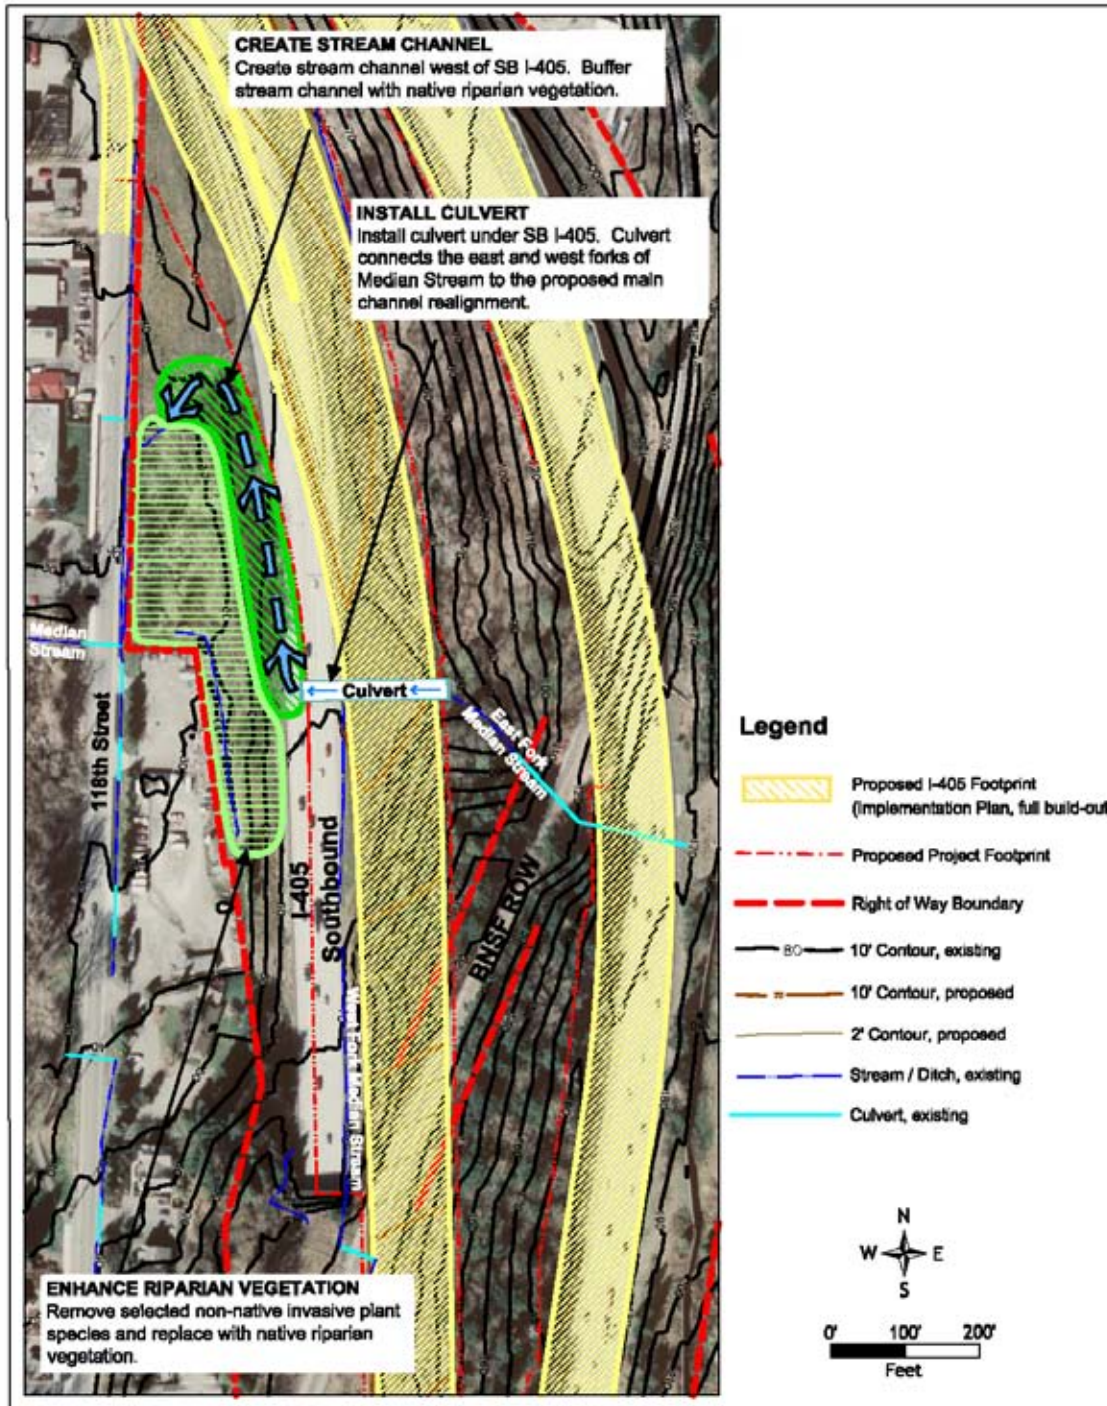 CREATE STREAM CHANNEL
Create stream channel west of SB I-405. Buffer
stream channel with native riparian vegetation.
INSTALL CULVERT
Install culvert under SB I-405. Culvert
connects the east and west forks of
Median Stream to the proposed main
channel realignment.
Median
Stream
118th Street
Culvert
East Fork
Median Stream
I-405
Southbound
West Fork Median Stream
BNSF ROW
ENHANCE RIPARIAN VEGETATION
Remove selected non-native invasive plant
species and replace with native riparian
vegetation.
Legend
Proposed I-405 Footprint
(Implementation Plan, full build-out
Proposed Project Footprint
Right of Way Boundary
80
10' Contour, existing
10' Contour, proposed
2' Contour, proposed
Stream / Ditch, existing
Culvert, existing
N
W E
S
0' 100' 200'
Feet